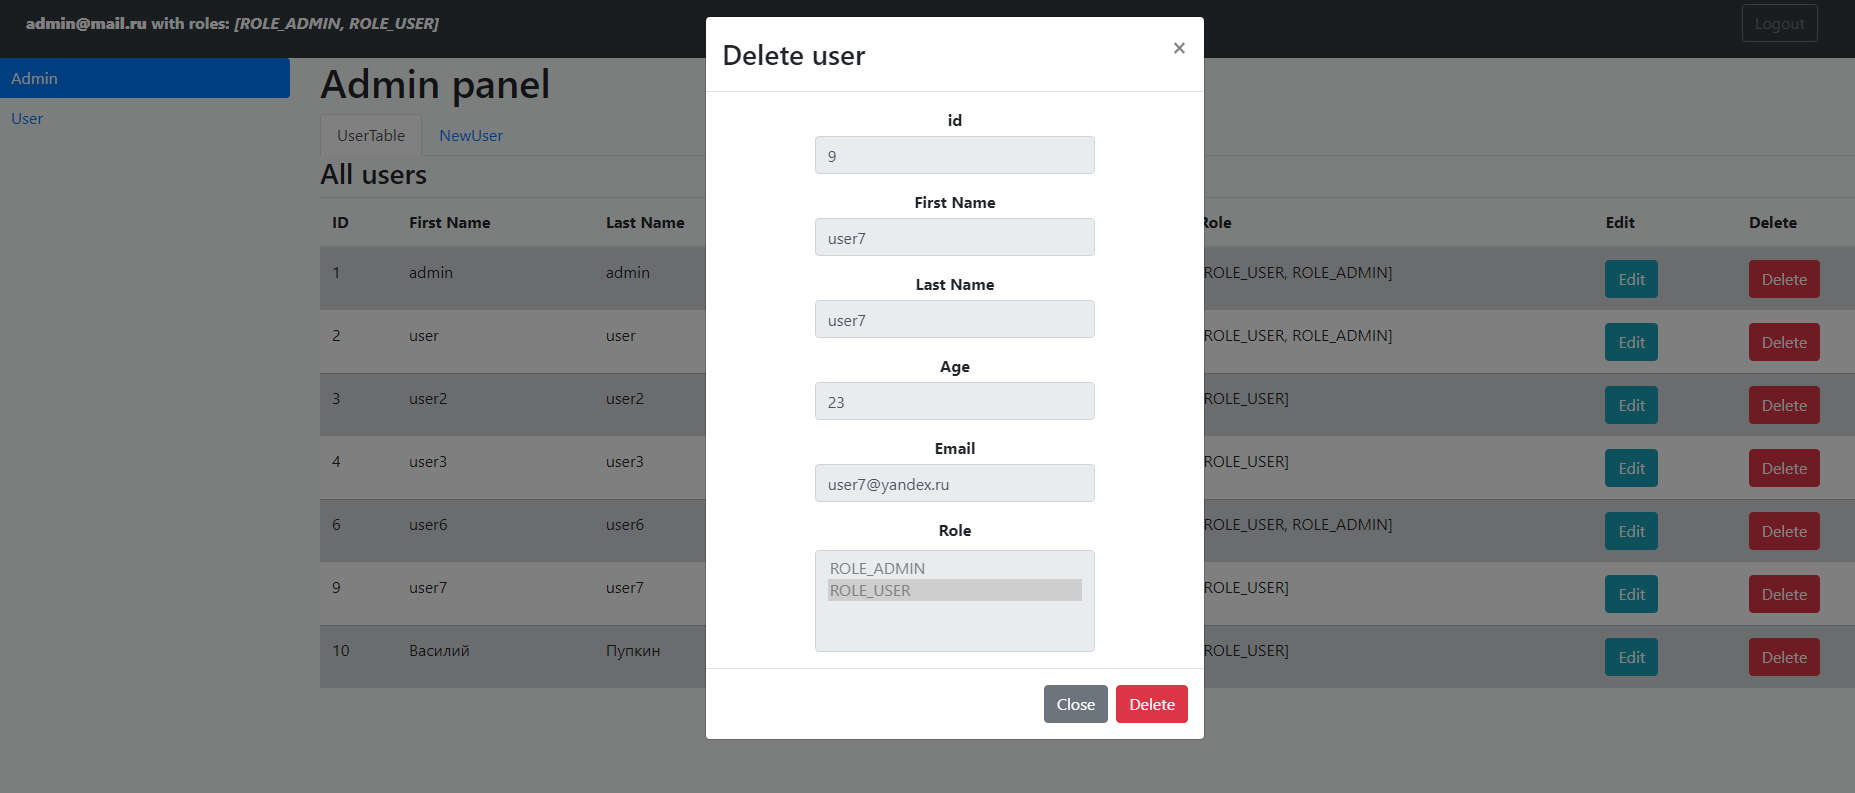 admin@mail.ru with roles: [ROLE_ADMIN, ROLE_USER]
Logout
Admin
User
Admin panel
UserTable NewUser
All users
ID First Name Last Name Role Edit Delete
1 admin admin ROLE_USER, ROLE_ADMIN] Edit Delete
2 user user ROLE_USER, ROLE_ADMIN] Edit Delete
3 user2 user2 ROLE_USER] Edit Delete
4 user3 user3 ROLE_USER] Edit Delete
6 user6 user6 ROLE_USER, ROLE_ADMIN] Edit Delete
9 user7 user7 ROLE_USER] Edit Delete
10 Василий Пупкин ROLE_USER] Edit Delete
Delete user ×
id
9
First Name
user7
Last Name
user7
Age
23
Email
user7@yandex.ru
Role
ROLE_ADMIN
ROLE_USER
Close Delete